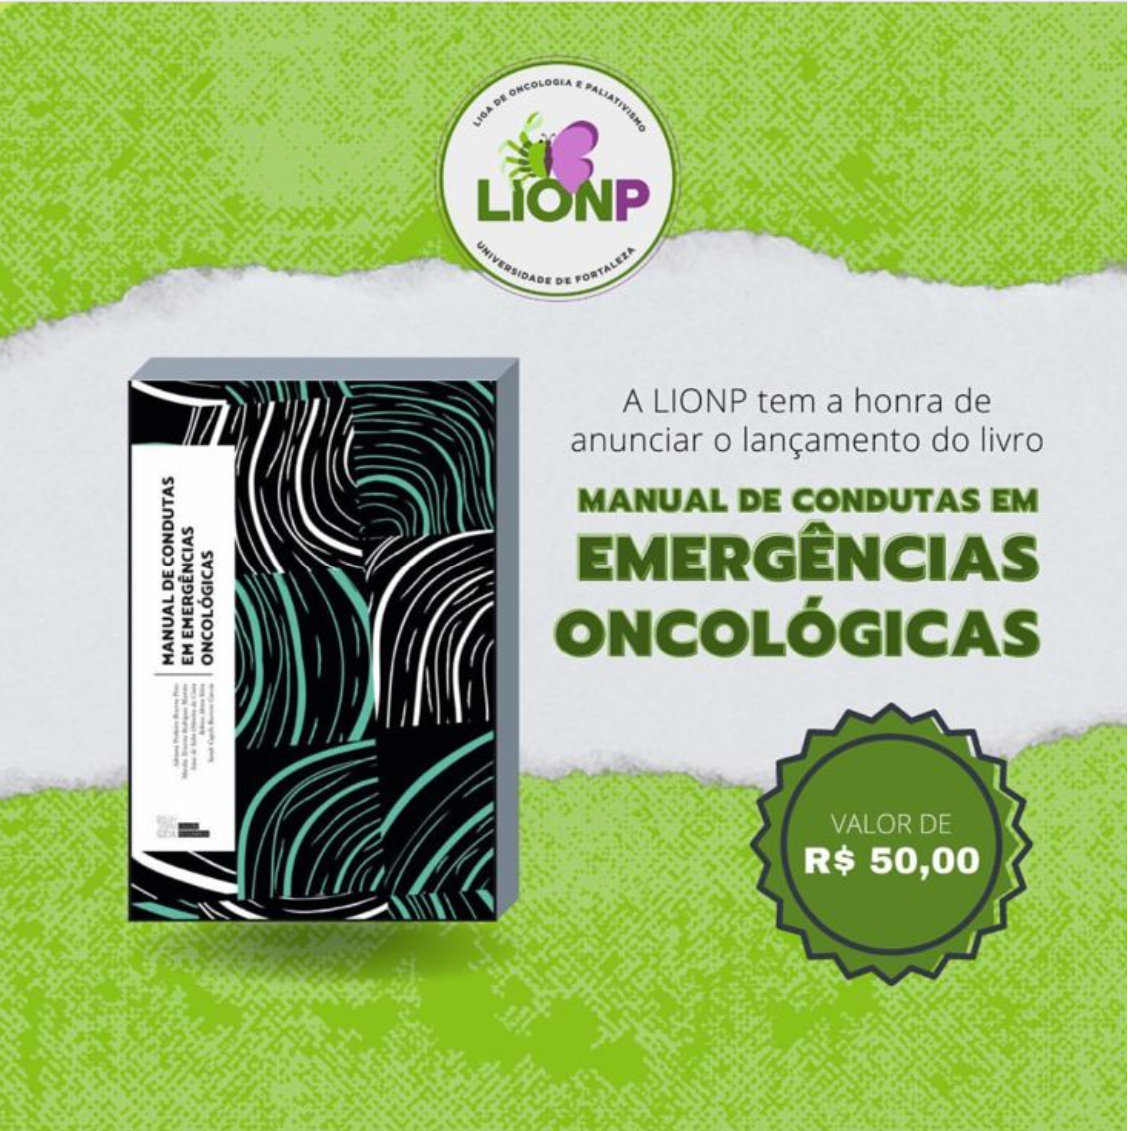 LIGA DE ONCOLOGIA E PALIATIVISMO
LIONP
UNIVERSIDADE DE FORTALEZA
A LIONP tem a honra de
anunciar o lançamento do livro
MANUAL DE CONDUTAS EM
EMERGÊNCIAS
ONCOLÓGICAS
MANUAL DE CONDUTAS
EM EMERGÊNCIAS
ONCOLÓGICAS
VALOR DE
R$ 50,00